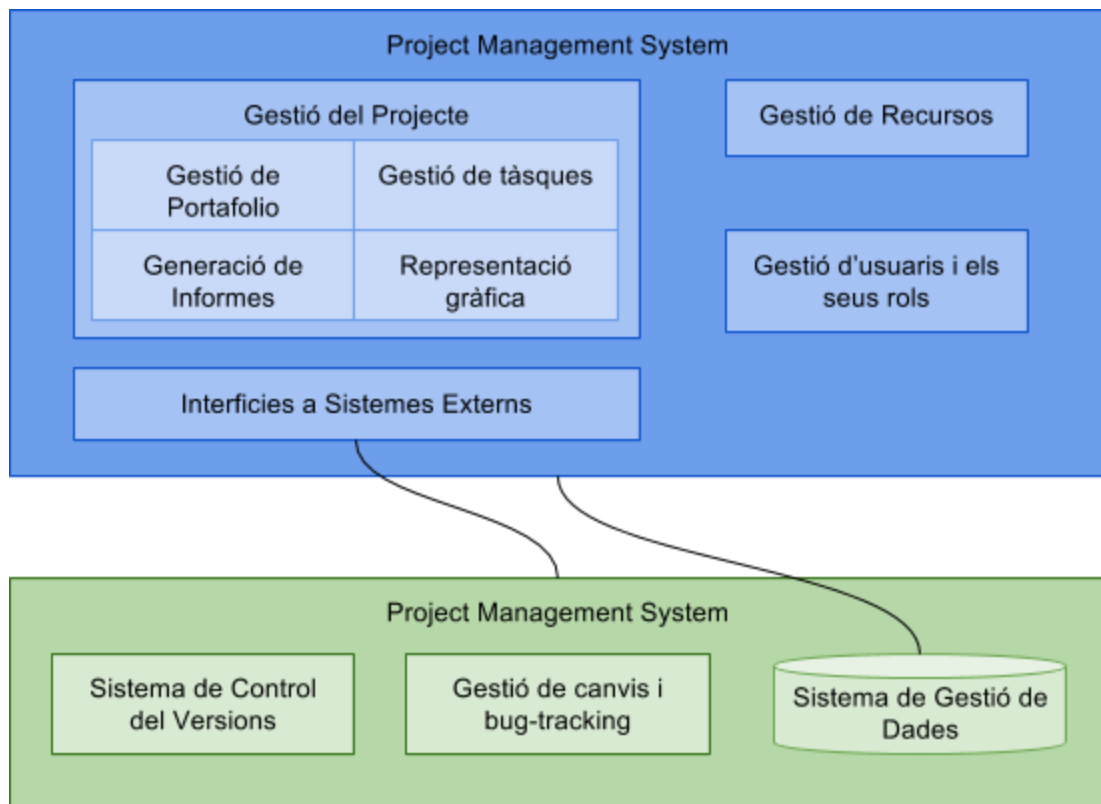 Project Management System
Gestió del Projecte
Gestió de
Portafolio
Gestió de tàsques
Generació de
Informes
Representació
gràfica
Gestió de Recursos
Gestió d'usuaris i els
seus rols
Interficies a Sistemes Externs
Project Management System
Sistema de Control
del Versions
Gestió de canvis i
bug-tracking
Sistema de Gestió de
Dades